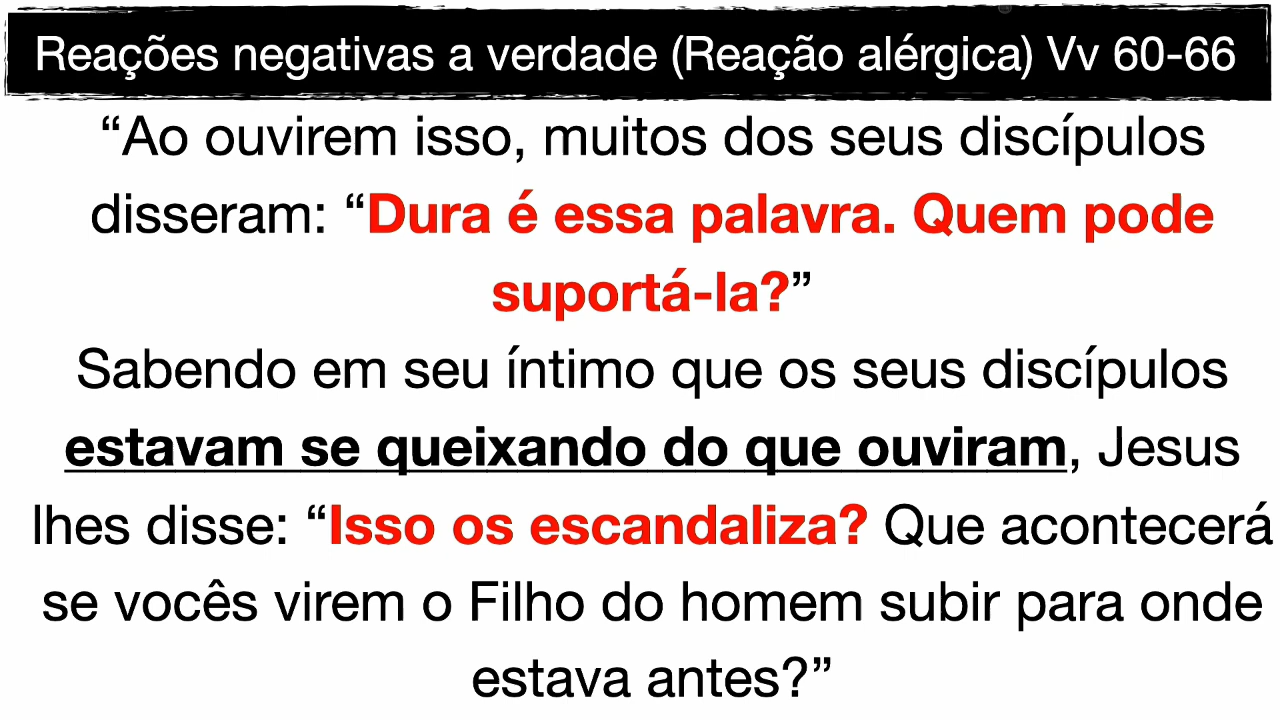 Reações negativas a verdade (Reação alérgica) Vv 60-66
“Ao ouvirem isso, muitos dos seus discípulos
disseram: “Dura é essa palavra. Quem pode
suportá-la?”
Sabendo em seu íntimo que os seus discípulos
estavam se queixando do que ouviram, Jesus
lhes disse: “Isso os escandaliza? Que acontecerá
se vocês virem o Filho do homem subir para onde
estava antes?”